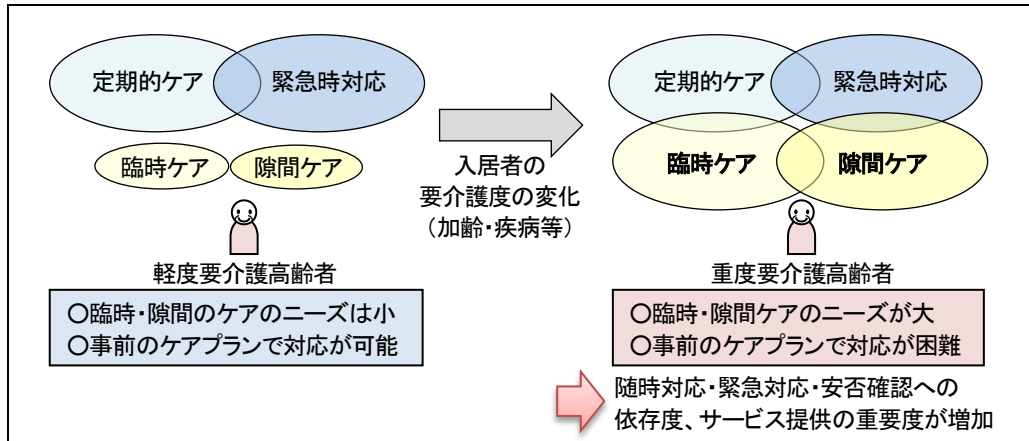 定期的ケア
緊急時対応
臨時ケア
隙間ケア
軽度要介護高齢者
〇臨時・隙間のケアのニーズは小
〇事前のケアプランで対応が可能
入居者の
要介護度の変化
（加齢・疾病等）
定期的ケア
緊急時対応
臨時ケア
隙間ケア
重度要介護高齢者
〇臨時・隙間ケアのニーズが大
〇事前のケアプランで対応が困難
随時対応・緊急対応・安否確認への
依存度、サービス提供の重要度が増加